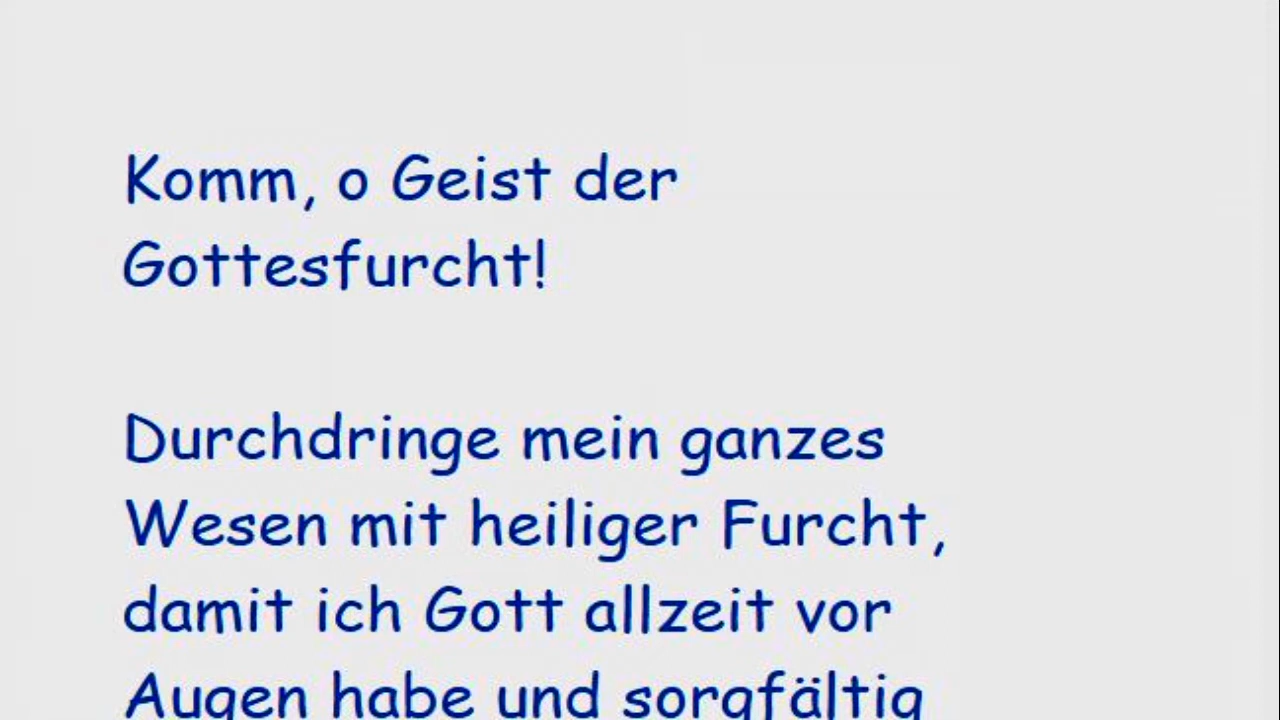 Komm, o Geist der
Gottesfurcht!
Durchdringe mein ganzes
Wesen mit heiliger Furcht,
damit ich Gott allzeit vor
Augen habe und sorgfältig